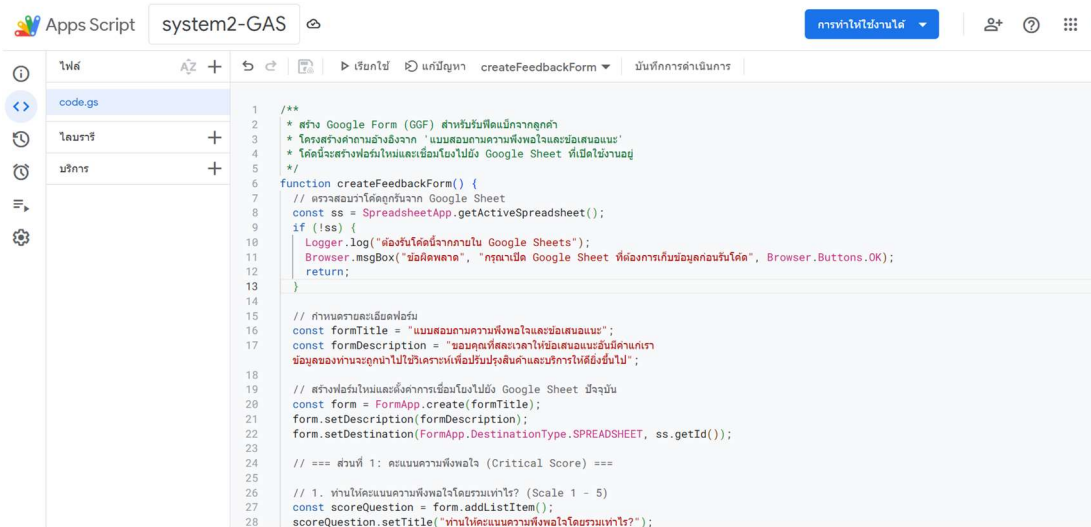 Apps Script
system2-GAS
การทำให้ใช้งานได้
ไฟล์
AZ
เรียกใช้
แก้ไขปัญหา
createFeedbackForm
บันทึกการดำเนินการ
code.gs
ไลบรารี
บริการ
1 /**
2 * สร้าง Google Form (GGF) สำหรับรับฟีดแบ็กจากลูกค้า
3 * โครงสร้างคำถามอ้างอิงจาก 'แบบสอบถามความพึงพอใจและข้อเสนอแนะ'
4 * โค้ดนี้จะสร้างฟอร์มใหม่และเชื่อมโยงไปยัง Google Sheet ที่เปิดใช้งานอยู่
5 */
6 function createFeedbackForm() {
7 // ตรวจสอบว่าโค้ดถูกรันจาก Google Sheet
8 const ss = SpreadsheetApp.getActiveSpreadsheet();
9 if (!ss) {
10 Logger.log("ต้องรันโค้ดนี้จากภายใน Google Sheets");
11 Browser.msgBox("ข้อผิดพลาด", "กรุณาเปิด Google Sheet ที่ต้องการเก็บข้อมูลก่อนรันโค้ด", Browser.Buttons.OK);
12 return;
13 }
14
15 // กำหนดรายละเอียดฟอร์ม
16 const formTitle = "แบบสอบถามความพึงพอใจและข้อเสนอแนะ";
17 const formDescription = "ขอบคุณที่สละเวลาให้ข้อเสนอแนะอันมีค่าแก่เรา
ข้อมูลของท่านจะถูกนำไปใช้วิเคราะห์เพื่อปรับปรุงสินค้าและบริการให้ดียิ่งขึ้นไป";
18
19 // สร้างฟอร์มใหม่และตั้งค่าการเชื่อมโยงไปยัง Google Sheet ปัจจุบัน
20 const form = FormApp.create(formTitle);
21 form.setDescription(formDescription);
22 form.setDestination(FormApp.DestinationType.SPREADSHEET, ss.getId());
23
24 // === ส่วนที่ 1: คะแนนความพึงพอใจ (Critical Score) ===
25
26 // 1. ท่านให้คะแนนความพึงพอใจโดยรวมเท่าไร? (Scale 1 - 5)
27 const scoreQuestion = form.addListItem();
28 scoreQuestion.setTitle("ท่านให้คะแนนความพึงพอใจโดยรวมเท่าไร?");